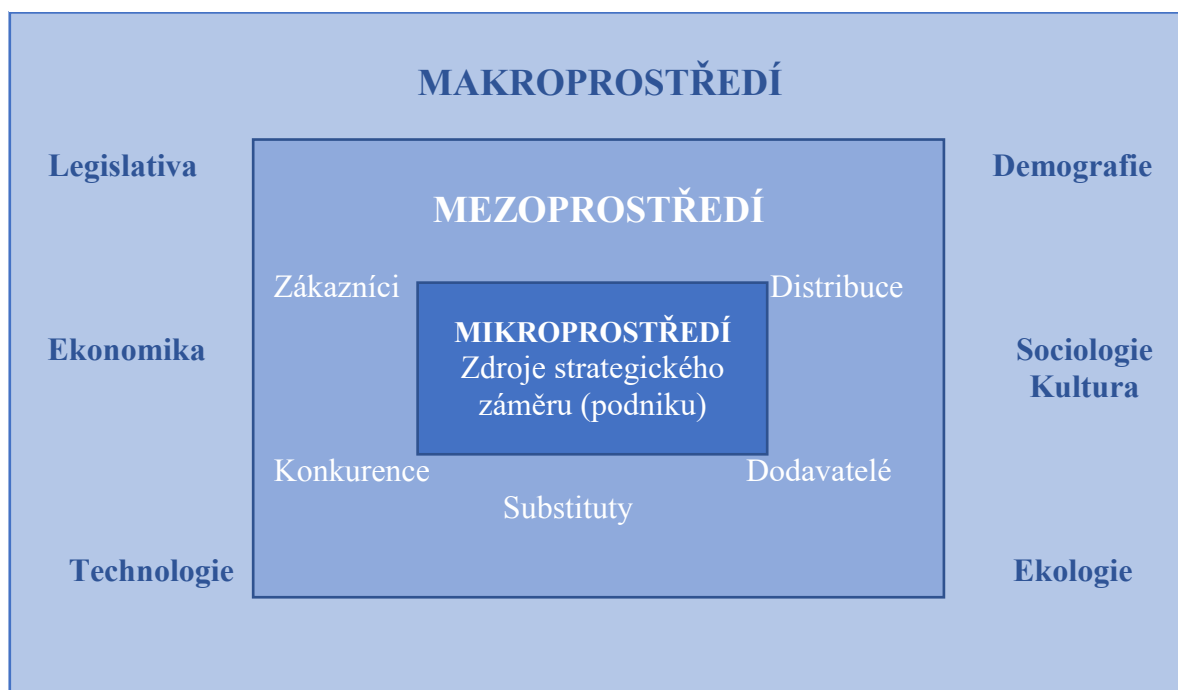 MAKROPROSTŘEDÍ
Legislativa
Demografie
MEZOPROSTŘEDÍ
Zákazníci
Distribuce
MIKROPROSTŘEDÍ
Zdroje strategického
záměru (podniku)
Ekonomika
Sociologie
Kultura
Konkurence
Dodavatelé
Substituty
Technologie
Ekologie